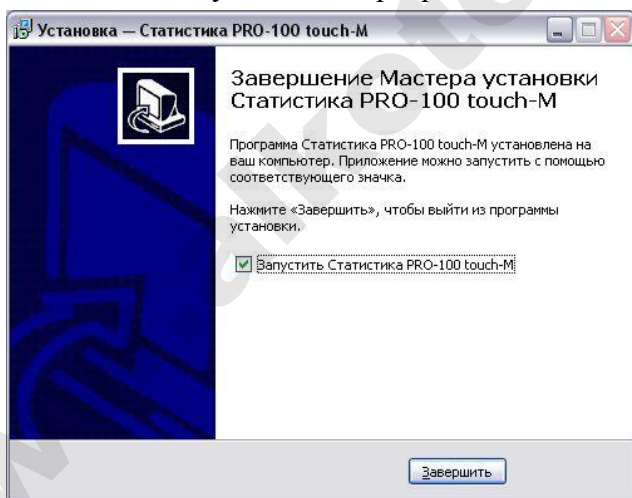 Установка — Статистика PRO-100 touch-M
Завершение Мастера установки
Статистика PRO-100 touch-M
Программа Статистика PRO-100 touch-M установлена на
ваш компьютер. Приложение можно запустить с помощью
соответствующего значка.
Нажмите «Завершить», чтобы выйти из программы
установки.
Запустить Статистика PRO-100 touch-M
Завершить